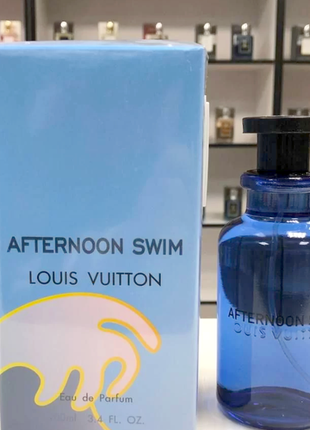 AFTERNOON SWIM
LOUIS VUITTON
Eau de Parfum
3.4 FL. OZ.
AFTERNOON